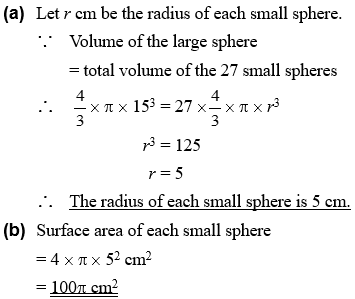 (a) Let r cm be the radius of each small sphere.
∵ Volume of the large sphere
= total volume of the 27 small spheres
∴ 4/3 × π × 15³ = 27 × 4/3 × π × r³
r³ = 125
r = 5
∴ The radius of each small sphere is 5 cm.
(b) Surface area of each small sphere
= 4 × π × 5² cm²
= 100π cm²